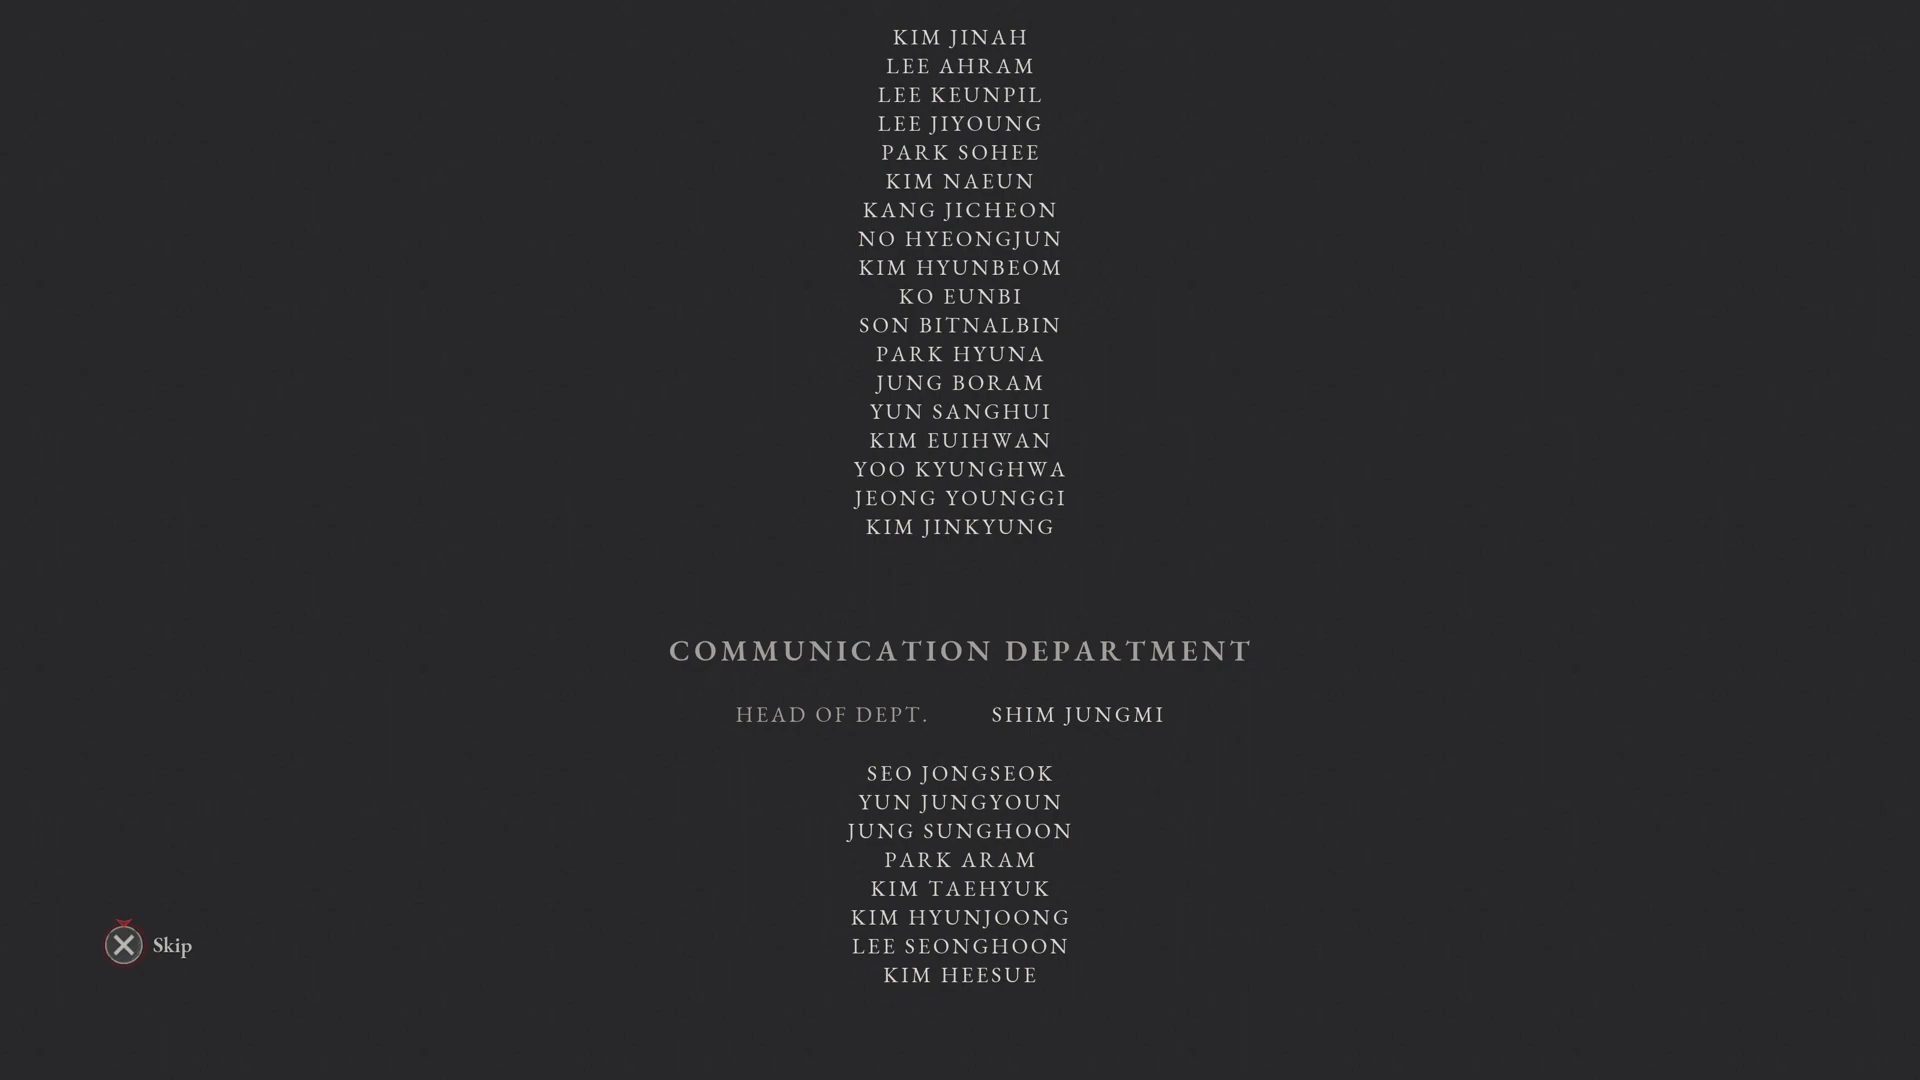 KIM JINAH
LEE AHRAM
LEE KEUNPIL
LEE JIYOUNG
PARK SOHEE
KIM NAEUN
KANG JICHEON
NO HYEONGJUN
KIM HYUNBEOM
KO EUNBI
SON BITNALBIN
PARK HYUNA
JUNG BORAM
YUN SANGHUI
KIM EUIHWAN
YOO KYUNGHWA
JEONG YOUNGGI
KIM JINKYUNG
COMMUNICATION DEPARTMENT
HEAD OF DEPT. SHIM JUNGMI
SEO JONGSEOK
YUN JUNGYOUN
JUNG SUNGHOON
PARK ARAM
KIM TAEHYUK
KIM HYUNJOONG
LEE SEONGHOON
KIM HEESUE
Skip